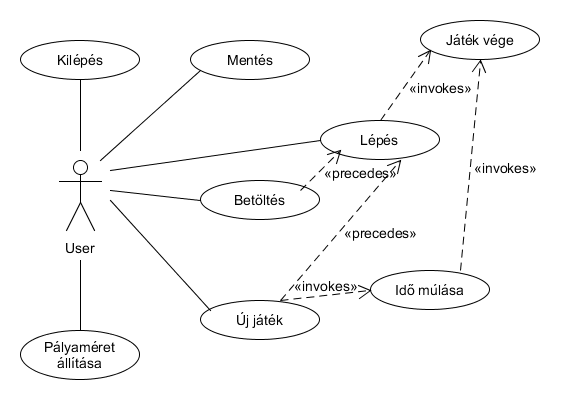 Játék vége
Kilépés
Mentés
«invokes»
Lépés
«invokes»
«precedes»
Betöltés
«precedes»
User
«invokes»
Idő múlása
Új játék
Pályaméret
állítása